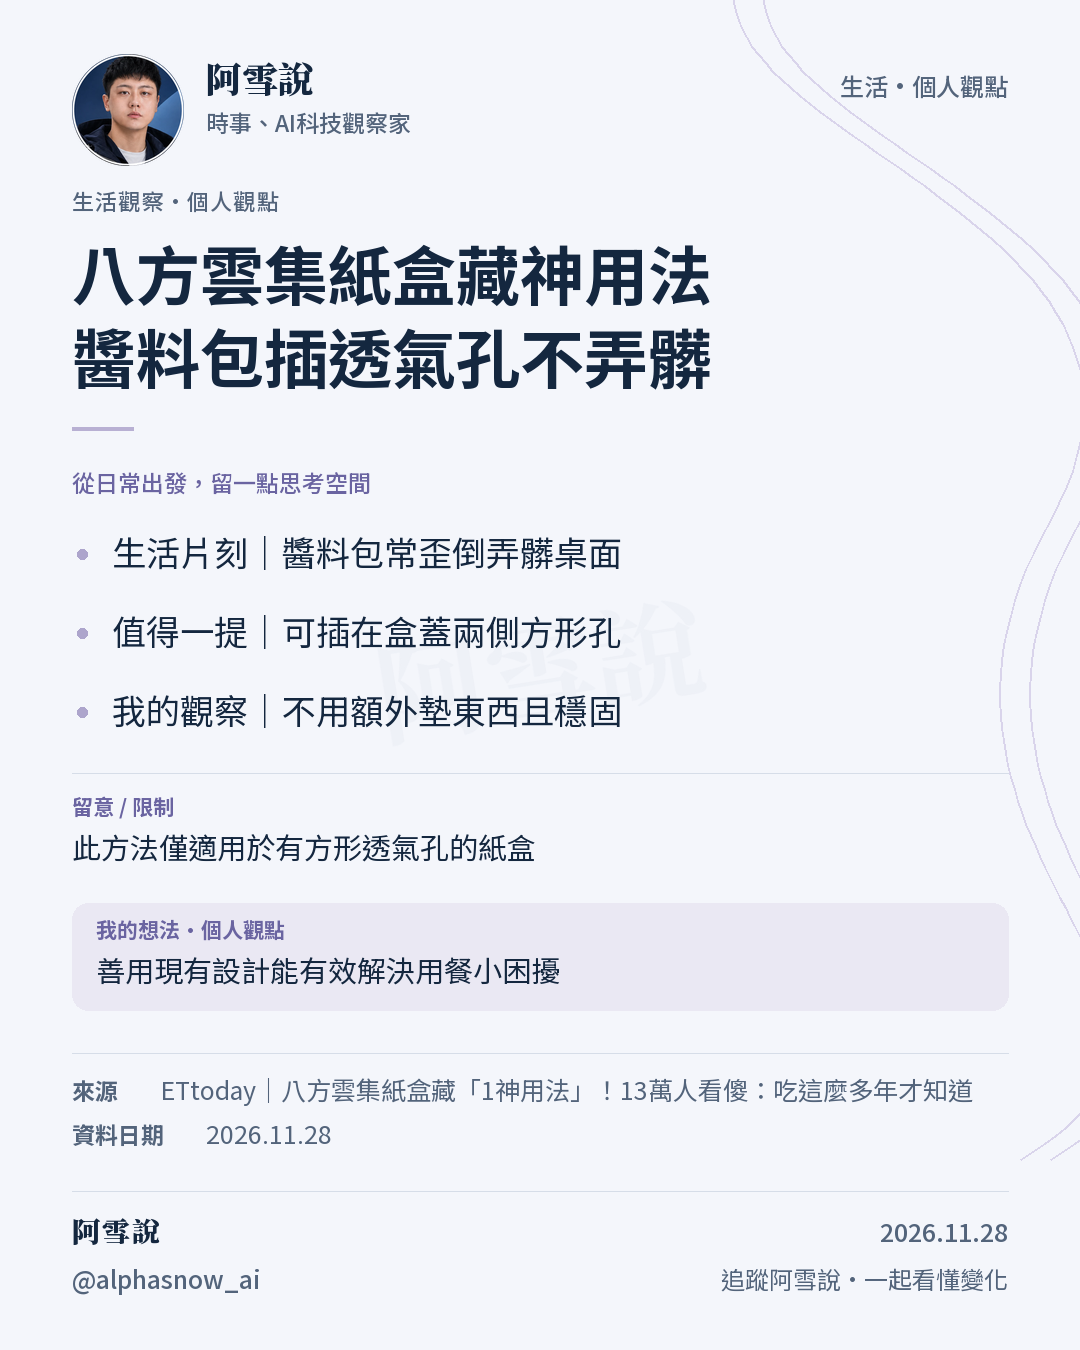 阿雪說
時事、AI科技觀察家
生活・個人觀點
生活觀察・個人觀點
八方雲集紙盒藏神用法
醬料包插透氣孔不弄髒
從日常出發，留一點思考空間
生活片刻｜醬料包常歪倒弄髒桌面
值得一提｜可插在盒蓋兩側方形孔
我的觀察｜不用額外墊東西且穩固
阿雪說
留意 / 限制
此方法僅適用於有方形透氣孔的紙盒
我的想法・個人觀點
善用現有設計能有效解決用餐小困擾
來源 ETtoday｜八方雲集紙盒藏「1神用法」！13萬人看傻：吃這麼多年才知道
資料日期 2026.11.28
阿雪說
2026.11.28
@alphasnow_ai
追蹤阿雪說・一起看懂變化